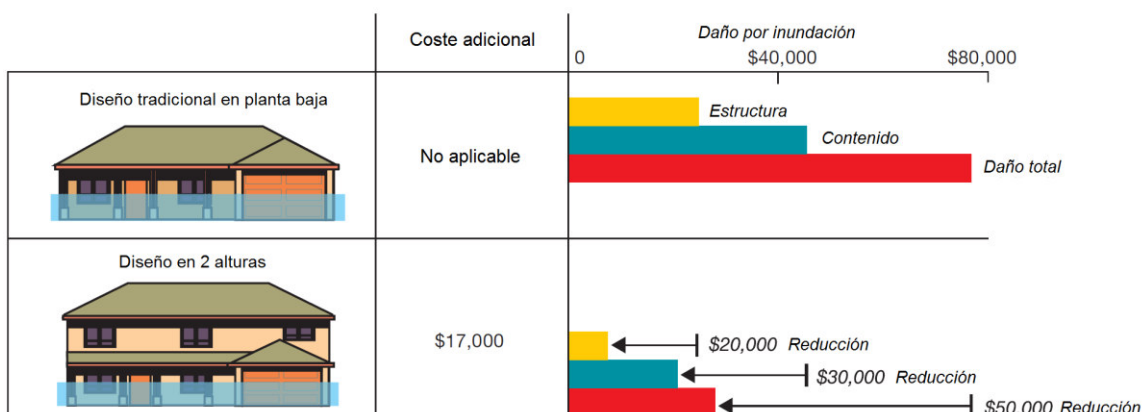 Coste adicional
Daño por inundación
0 $40,000 $80,000
Diseño tradicional en planta baja
No aplicable
Estructura
Contenido
Daño total
Diseño en 2 alturas
$17,000
$20,000 Reducción
$30,000 Reducción
$50,000 Reducción